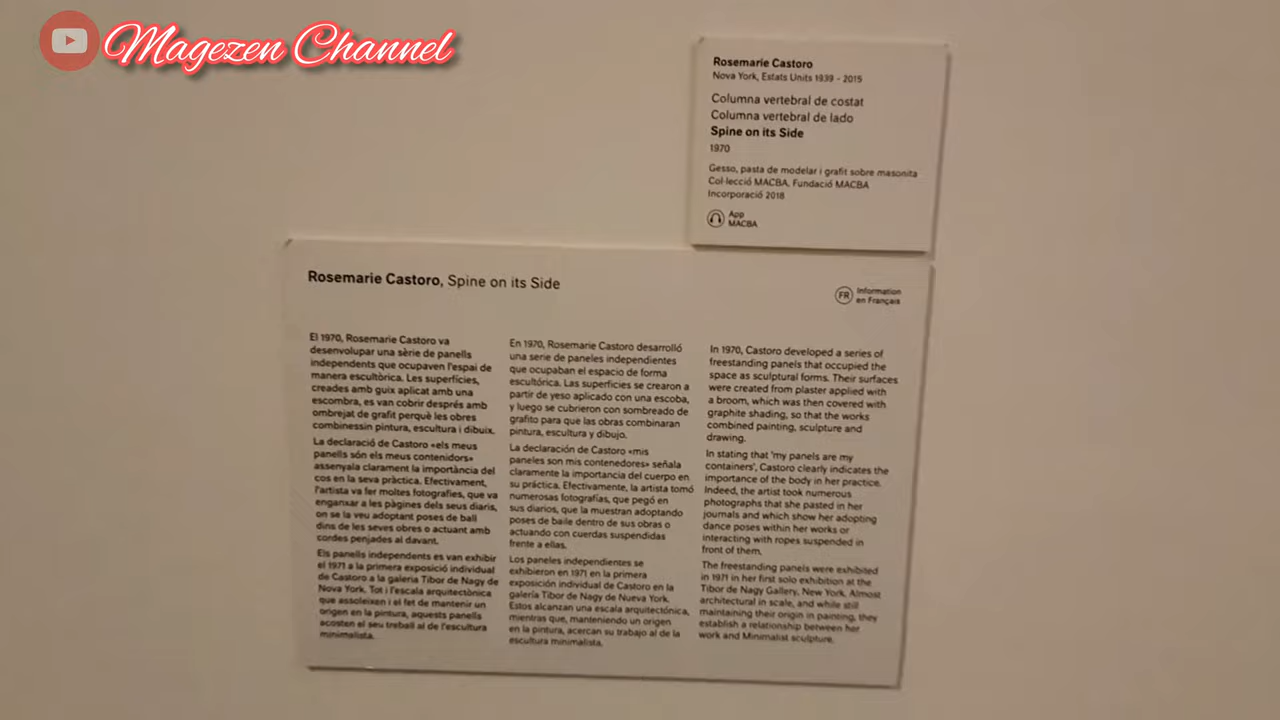 Magezen Channel
Rosemarie Castoro
Nova York, Estats Units 1939 - 2015
Columna vertebral de costat
Columna vertebral de lado
Spine on its Side
1970
Gesso, pasta de modelar i grafit sobre masonita
Col·lecció MACBA. Fundació MACBA
Incorporació 2018
App
MACBA
Rosemarie Castoro, Spine on its Side
FR
Information
en Français
El 1970, Rosemarie Castoro va
desenvolupar una sèrie de panells
independents que ocupaven l'espai de
manera escultòrica. Les superfícies,
creades amb guix aplicat amb una
escombra, es van cobrir després amb
ombrejat de grafit perquè les obres
combinessin pintura, escultura i dibuix.
La declaració de Castoro «els meus
panells són els meus contenidors»
assenyala clarament la importància del
cos en la seva pràctica. Efectivament,
l'artista va fer moltes fotografies, que va
enganxar a les pàgines dels seus diaris,
on se la veu adoptant poses de ball
dins de les seves obres o actuant amb
cordes penjades al davant.
Els panells independents es van exhibir
el 1971 a la primera exposició individual
de Castoro a la galeria Tibor de Nagy de
Nova York. Tot i l'escala arquitectònica
que assoleixen i el fet de mantenir un
origen en la pintura, aquests panells
acosten el seu treball al de l'escultura
minimalista.
En 1970, Rosemarie Castoro desarrolló
una serie de paneles independientes
que ocupaban el espacio de forma
escultórica. Las superficies se crearon a
partir de yeso aplicado con una escoba,
y luego se cubrieron con sombreado de
grafito para que las obras combinaran
pintura, escultura y dibujo.
La declaración de Castoro «mis
paneles son mis contenedores» señala
claramente la importancia del cuerpo en
su práctica. Efectivamente, la artista tomó
numerosas fotografías, que pegó en
sus diarios, que la muestran adoptando
poses de baile dentro de sus obras o
actuando con cuerdas suspendidas
frente a ellas.
Los paneles independientes se
exhibieron en 1971 en la primera
exposición individual de Castoro en la
galería Tibor de Nagy de Nueva York.
Estos alcanzan una escala arquitectónica,
mientras que, manteniendo un origen
en la pintura, acercan su trabajo al de la
escultura minimalista.
In 1970, Castoro developed a series of
freestanding panels that occupied the
space as sculptural forms. Their surfaces
were created from plaster applied with
a broom, which was then covered with
graphite shading, so that the works
combined painting, sculpture and
drawing.
In stating that 'my panels are my
containers', Castoro clearly indicates the
importance of the body in her practice.
Indeed, the artist took numerous
photographs that she pasted in her
journals and which show her adopting
dance poses within her works or
interacting with ropes suspended in
front of them.
The freestanding panels were exhibited
in 1971 in her first solo exhibition at the
Tibor de Nagy Gallery, New York. Almost
architectural in scale, and while still
maintaining their origin in painting, they
establish a relationship between her
work and Minimalist sculpture.